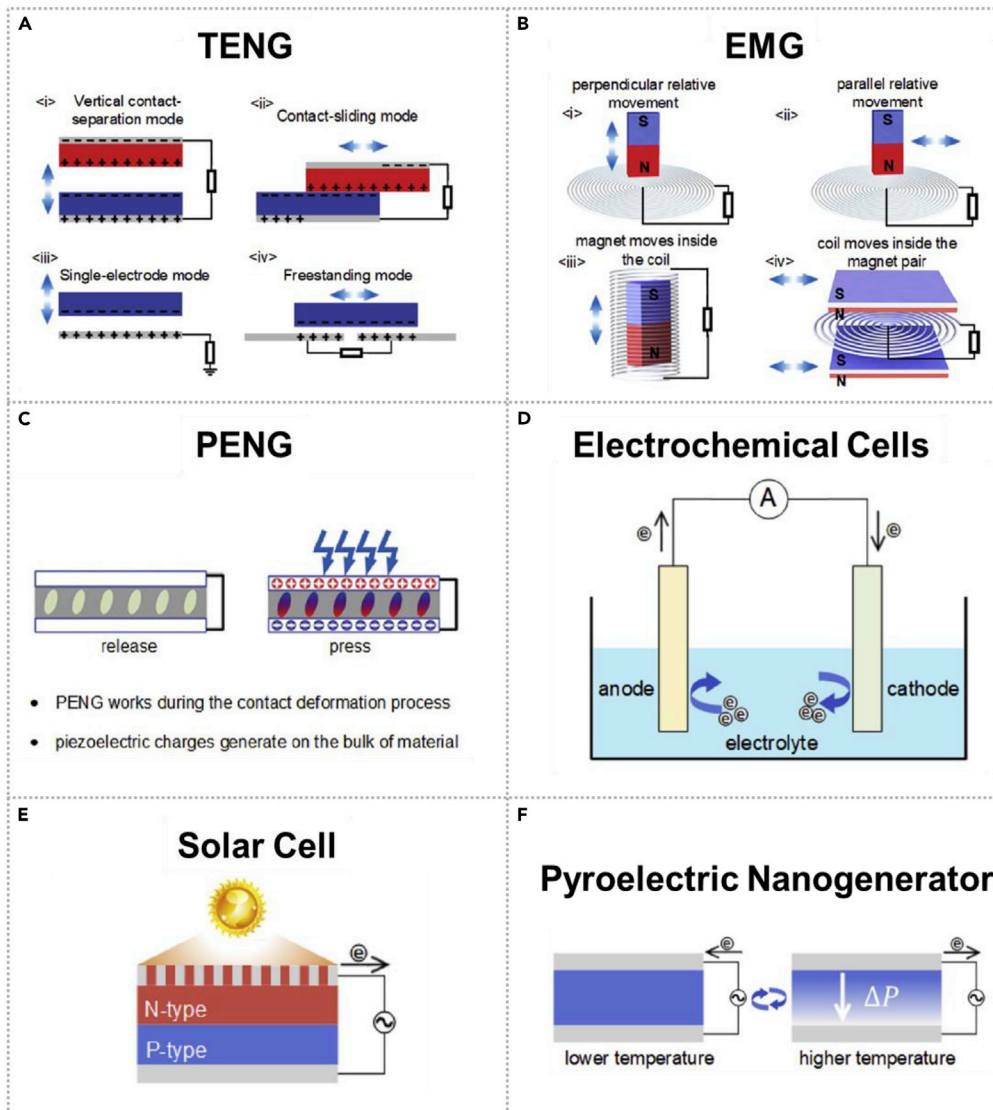 A
TENG
<i>
Vertical contact-
separation mode
<ii>
Contact-sliding mode
<iii>
Single-electrode mode
<iv>
Freestanding mode
B
EMG
<i>
perpendicular relative
movement
S
N
<ii>
parallel relative
movement
S
N
<iii>
magnet moves inside
the coil
S
N
<iv>
coil moves inside the
magnet pair
S
N
S
N
C
PENG
release
press
• PENG works during the contact deformation process
• piezoelectric charges generate on the bulk of material
D
Electrochemical Cells
A
e
e
anode
cathode
e
e e
e
e e
electrolyte
E
Solar Cell
e
N-type
P-type
F
Pyroelectric Nanogenerator
e
e
ΔP
lower temperature
higher temperature